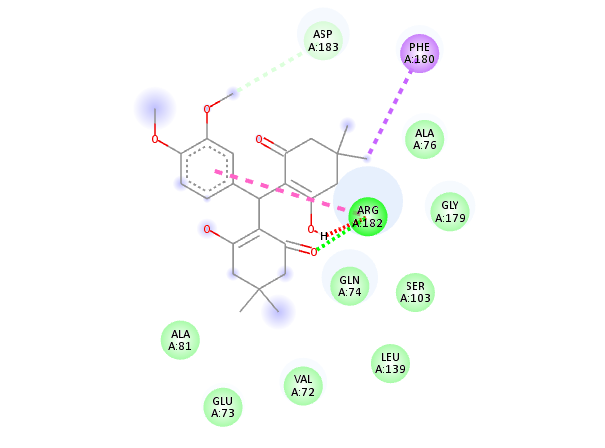 ASP
A:183
PHE
A:180
O
O
O
ALA
A:76
GLY
A:179
ARG
A:182
O
O
H
O
GLN
A:74
SER
A:103
ALA
A:81
LEU
A:139
VAL
A:72
GLU
A:73